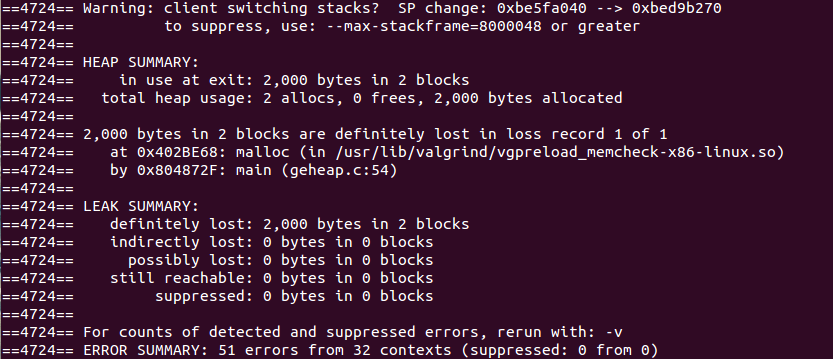 ==4724== Warning: client switching stacks?  SP change: 0xbe5fa040 --> 0xbed9b270
==4724==          to suppress, use: --max-stackframe=8000048 or greater
==4724==
==4724== HEAP SUMMARY:
==4724==     in use at exit: 2,000 bytes in 2 blocks
==4724==   total heap usage: 2 allocs, 0 frees, 2,000 bytes allocated
==4724==
==4724== 2,000 bytes in 2 blocks are definitely lost in loss record 1 of 1
==4724==    at 0x402BE68: malloc (in /usr/lib/valgrind/vgpreload_memcheck-x86-linux.so)
==4724==    by 0x804872F: main (geheap.c:54)
==4724==
==4724== LEAK SUMMARY:
==4724==    definitely lost: 2,000 bytes in 2 blocks
==4724==    indirectly lost: 0 bytes in 0 blocks
==4724==      possibly lost: 0 bytes in 0 blocks
==4724==    still reachable: 0 bytes in 0 blocks
==4724==         suppressed: 0 bytes in 0 blocks
==4724==
==4724== For counts of detected and suppressed errors, rerun with: -v
==4724== ERROR SUMMARY: 51 errors from 32 contexts (suppressed: 0 from 0)